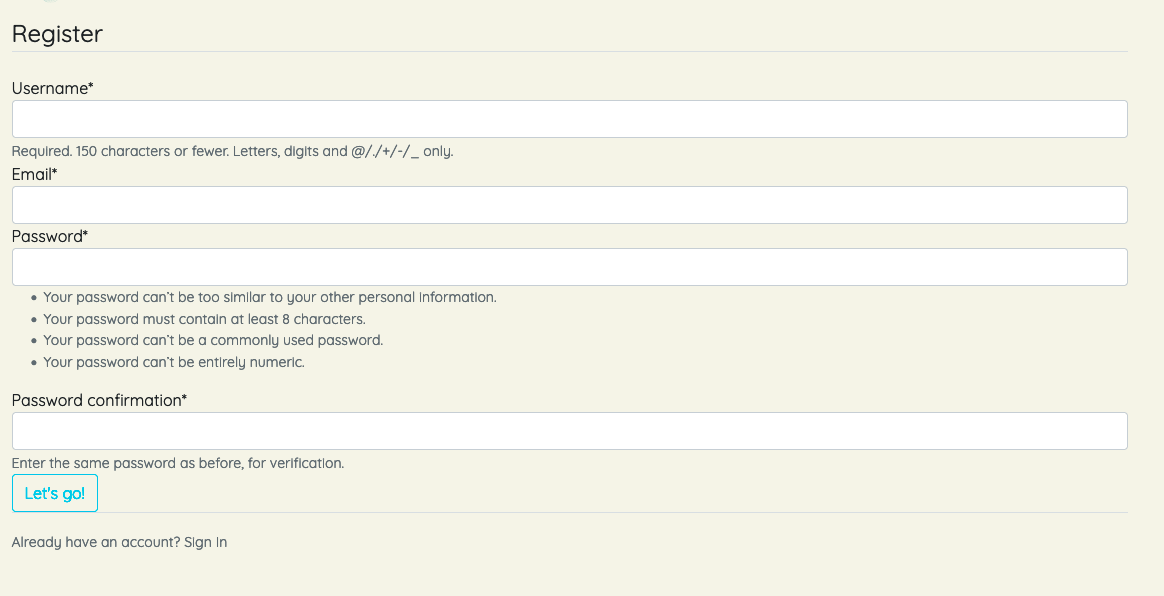 Register
Username*
Required. 150 characters or fewer. Letters, digits and @/./+/-/_ only.
Email*
Password*
• Your password can't be too similar to your other personal information.
• Your password must contain at least 8 characters.
• Your password can't be a commonly used password.
• Your password can't be entirely numeric.
Password confirmation*
Enter the same password as before, for verification.
Let's go!
Already have an account? Sign In